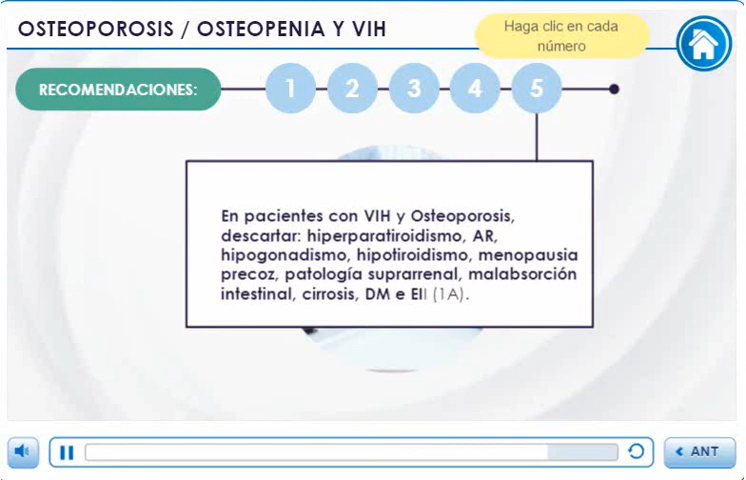 OSTEOPOROSIS / OSTEOPENIA Y VIH
Haga clic en cada
número
RECOMENDACIONES:
1
2
3
4
5
En pacientes con VIH y Osteoporosis,
descartar: hiperparatiroidismo, AR,
hipogonadismo, hipotiroidismo, menopausia
precoz, patología suprarrenal, malabsorción
intestinal, cirrosis, DM e EII (1A).
ANT